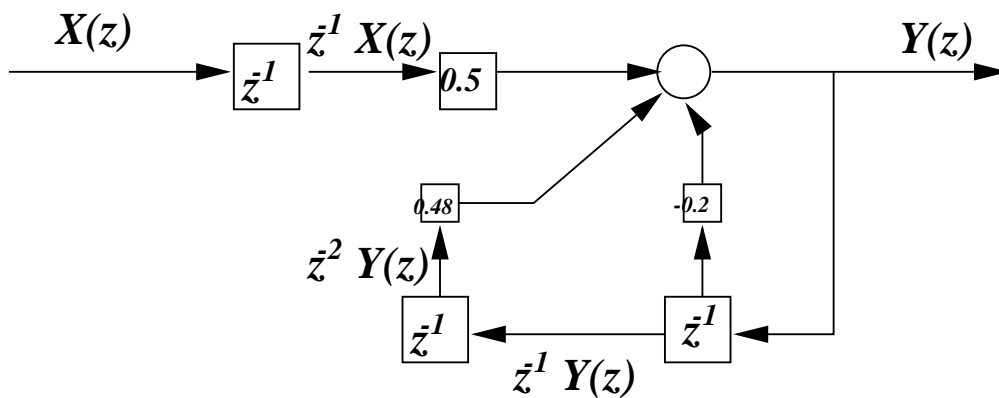 X(z)
z⁻¹
z⁻¹ X(z)
0.5
Y(z)
0.48
-0.2
z⁻² Y(z)
z⁻¹
z⁻¹
z⁻¹ Y(z)